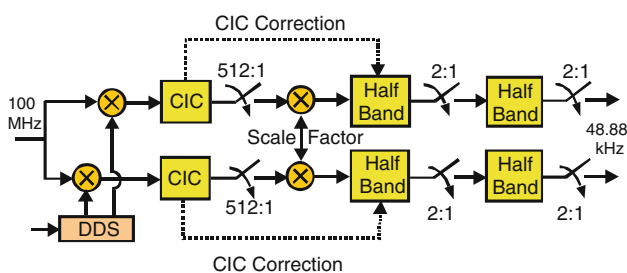 CIC Correction
512:1
2:1
2:1
100
MHz
CIC
Half
Band
Half
Band
Scale Factor
48.88
kHz
CIC
Half
Band
Half
Band
512:1
2:1
2:1
DDS
CIC Correction